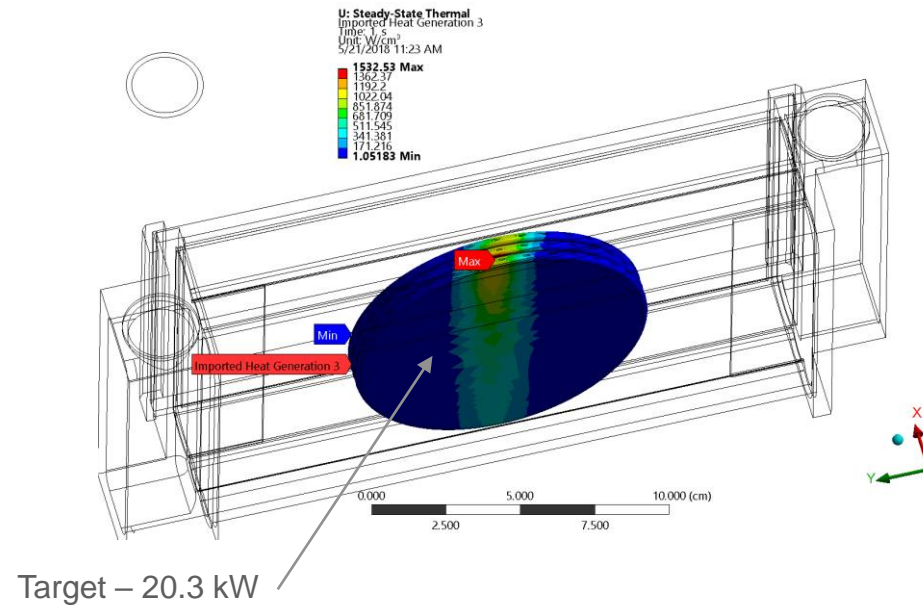 U: Steady-State Thermal
Imported Heat Generation 3
Time: 1, s
Unit: W/cm³
5/21/2018 11:23 AM
1532.53 Max
1362.37
1192.2
1022.04
851.874
681.709
511.545
341.381
171.216
1.05183 Min
Max
Min
Imported Heat Generation 3
X
Y
0.000 5.000 10.000 (cm)
2.500 7.500
Target – 20.3 kW